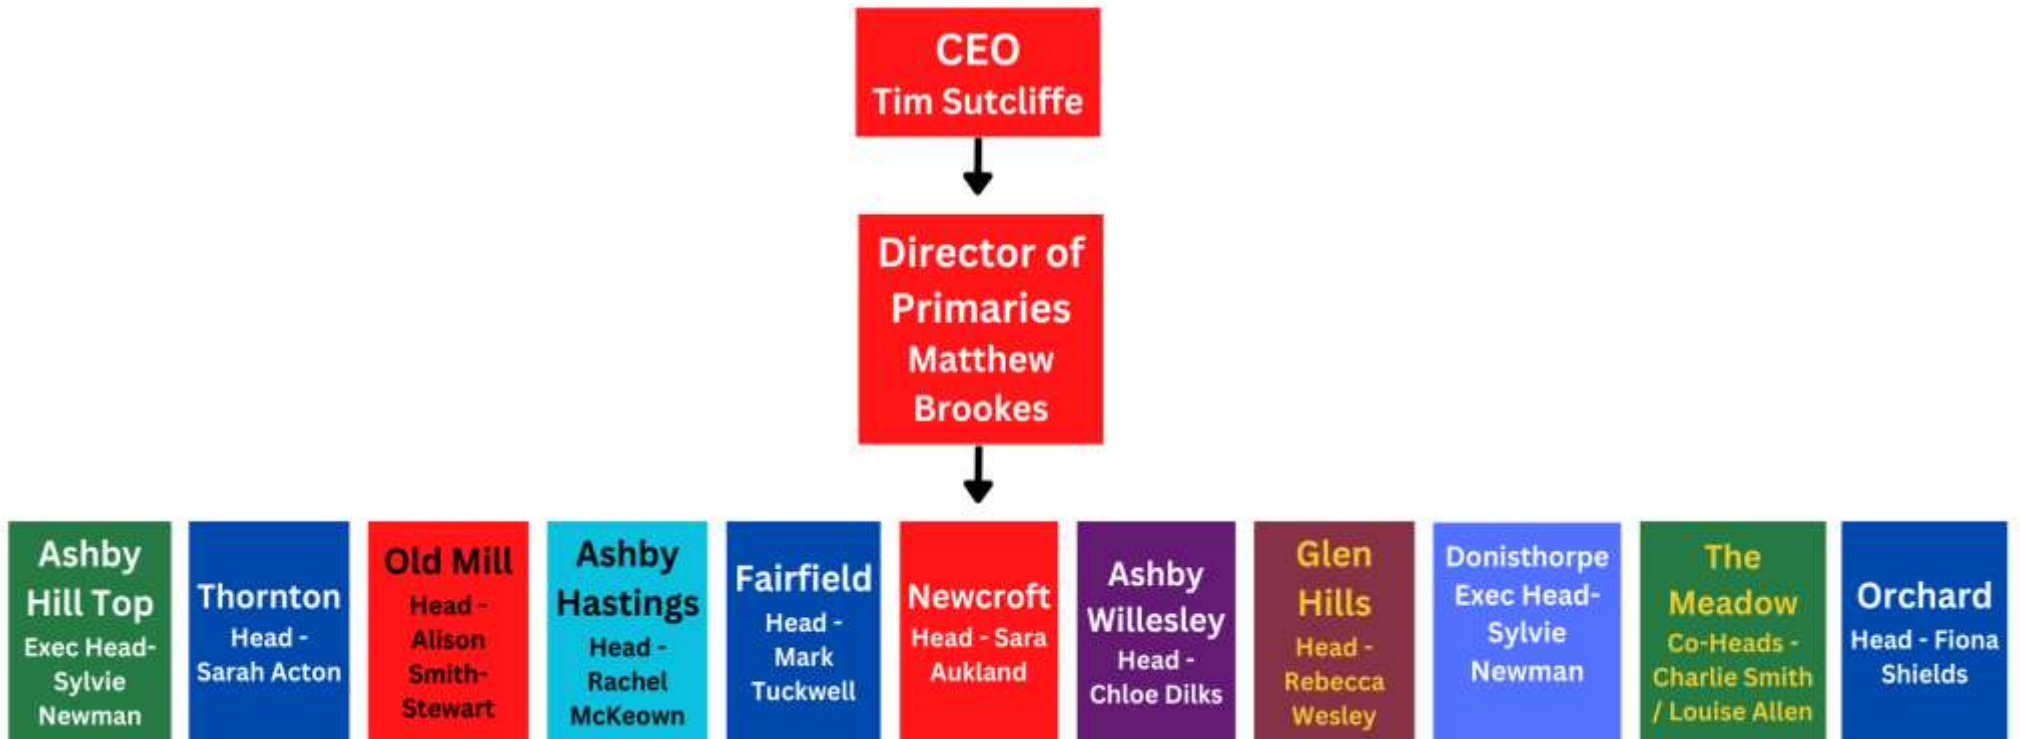 CEO
Tim Sutcliffe
Director of
Primaries
Matthew
Brookes
Ashby
Hill Top
Exec Head-
Sylvie
Newman
Thornton
Head -
Sarah Acton
Old Mill
Head -
Alison
Smith-
Stewart
Ashby
Hastings
Head -
Rachel
McKeown
Fairfield
Head -
Mark
Tuckwell
Newcroft
Head - Sara
Aukland
Ashby
Willesley
Head -
Chloe Dilks
Glen
Hills
Head -
Rebecca
Wesley
Donisthorpe
Exec Head-
Sylvie
Newman
The
Meadow
Co-Heads -
Charlie Smith
/ Louise Allen
Orchard
Head - Fiona
Shields